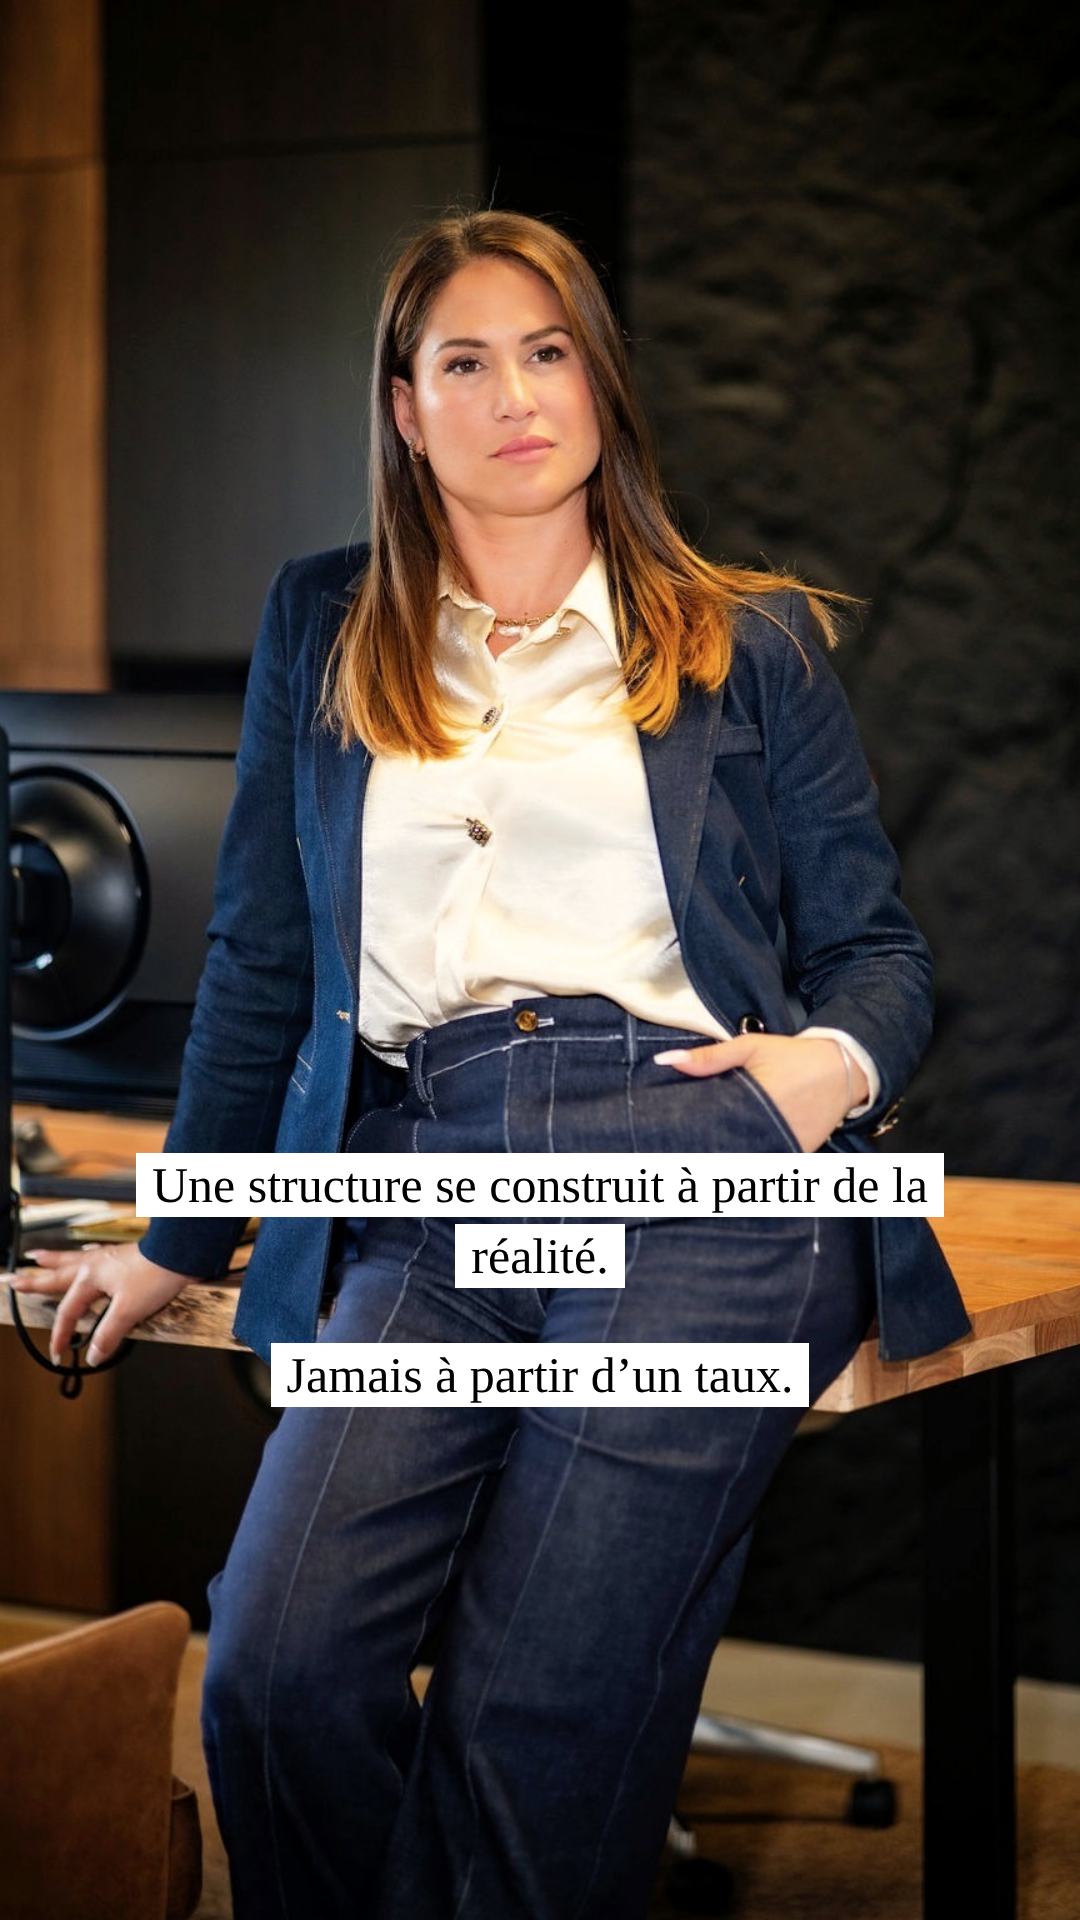 Une structure se construit à partir de la
réalité.
Jamais à partir d’un taux.